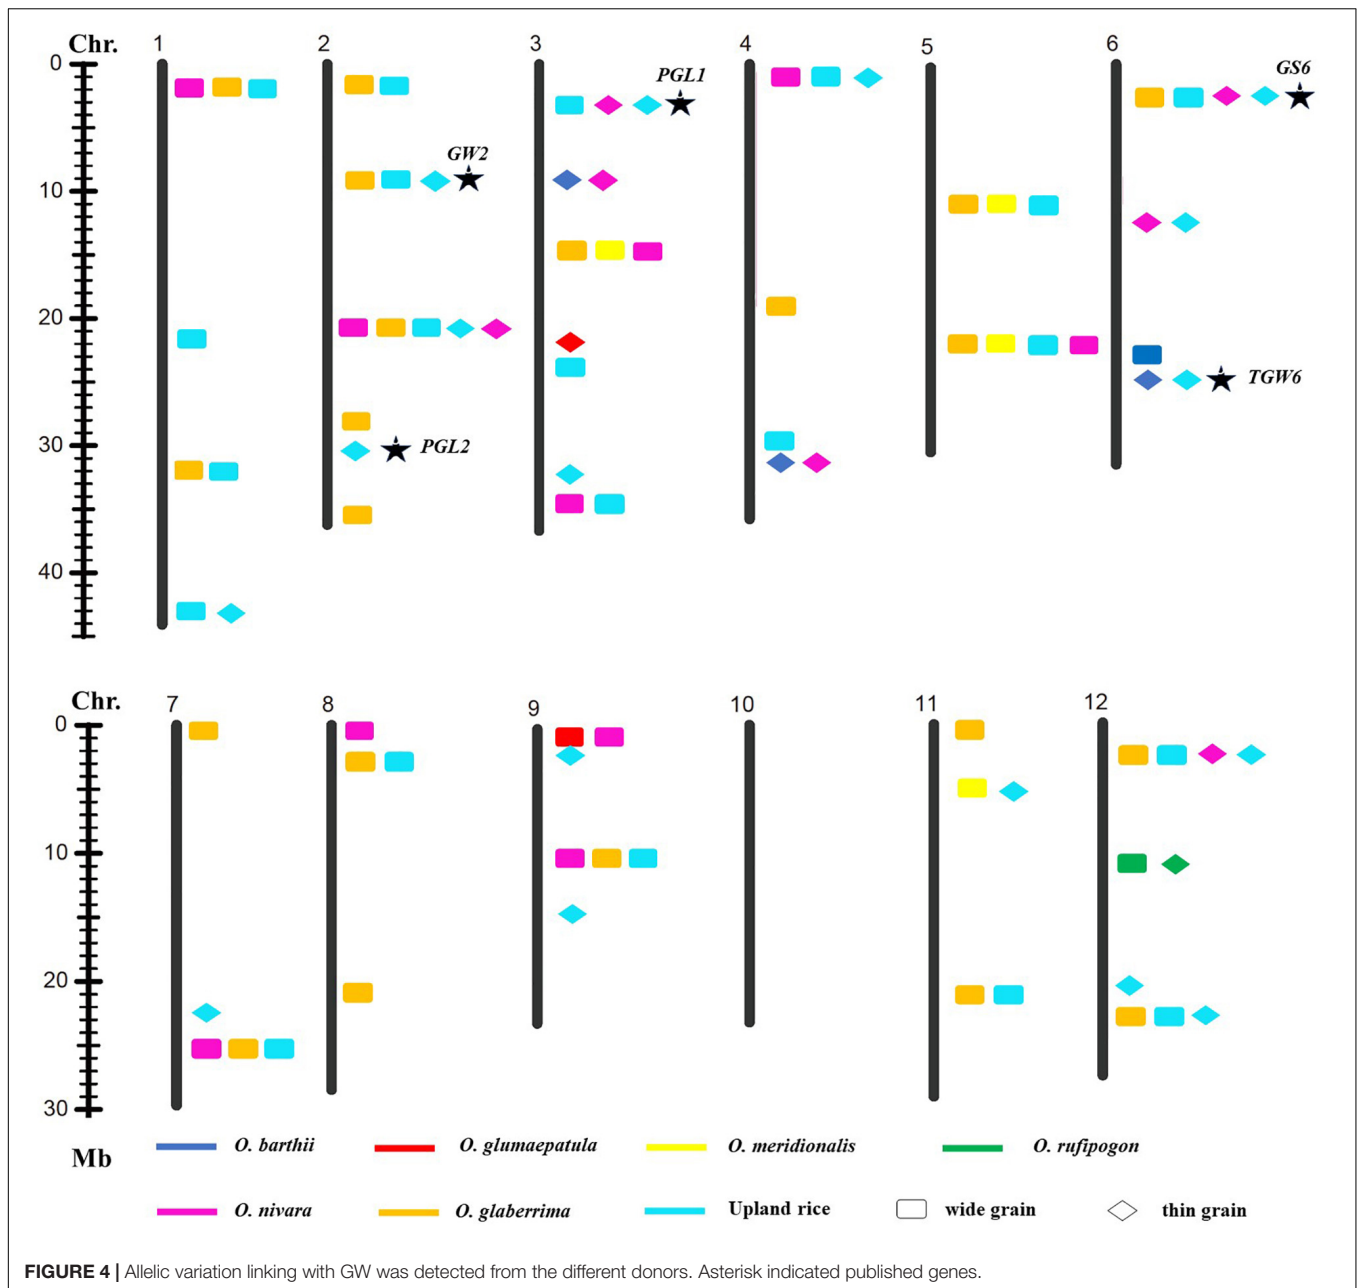 Chr. 1 2 3 4 5 6
0
PGL1
GS6
GW2
10
20
TGW6
30
PGL2
40
Chr. 7 8 9 10 11 12
0
10
20
30
Mb
O. barthii O. glumaepatula O. meridionalis O. rufipogon
O. nivara O. glaberrima Upland rice wide grain thin grain
FIGURE 4 | Allelic variation linking with GW was detected from the different donors. Asterisk indicated published genes.